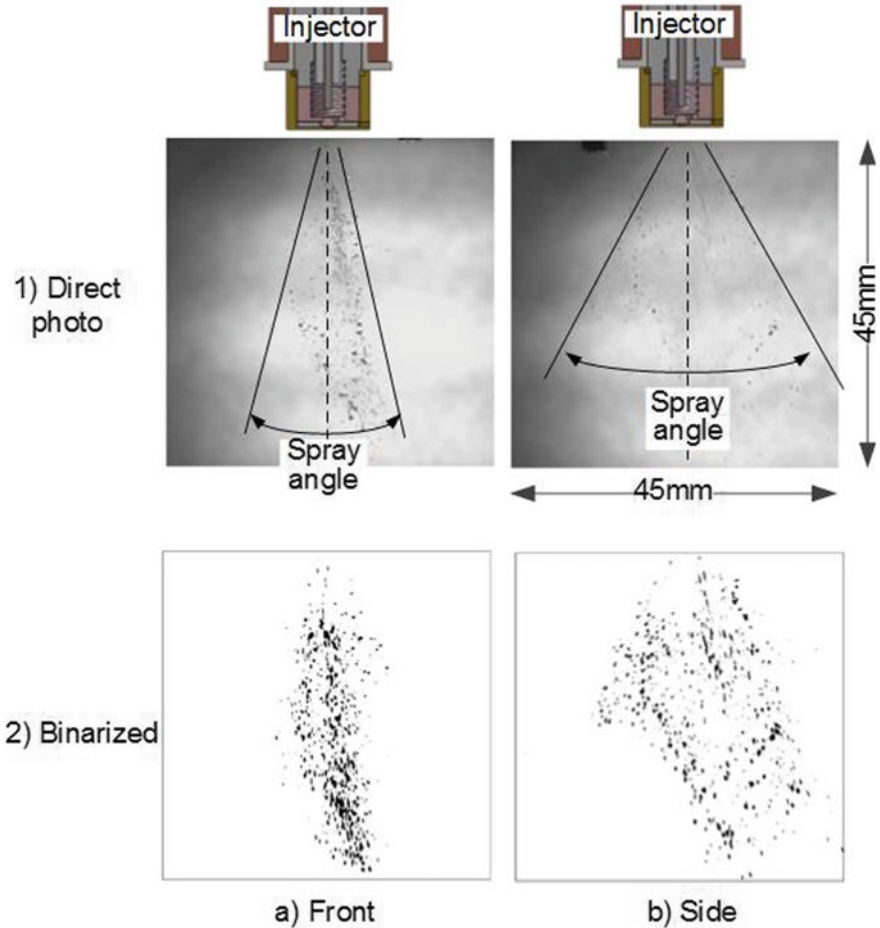 Injector
Injector
1) Direct
photo
Spray
angle
Spray
angle
45mm
45mm
2) Binarized
a) Front
b) Side